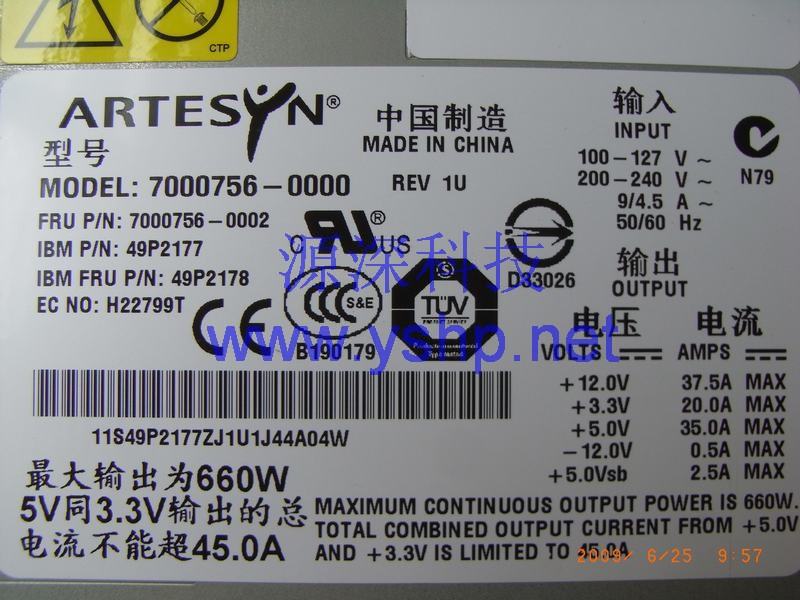 CTP
ARTESYN®
中国制造
MADE IN CHINA
型号
MODEL: 7000756-0000
REV 1U
FRU P/N: 7000756-0002
IBM P/N: 49P2177
IBM FRU P/N: 49P2178
EC NO: H22799T
输入
INPUT
100-127 V ~
200-240 V ~
9/4.5 A ~
50/60 Hz
N79
C UL ® US
D33026
CE
CCC S&E
B190179
TÜV
输出
OUTPUT
电压 电流
VOLTS AMPS
+12.0V 37.5A MAX
+3.3V 20.0A MAX
+5.0V 35.0A MAX
-12.0V 0.5A MAX
+5.0Vsb 2.5A MAX
11S49P2177ZJ1U1J44A04W
最大输出为660W
5V同3.3V输出的总
电流不能超45.0A
MAXIMUM CONTINUOUS OUTPUT POWER IS 660W.
TOTAL COMBINED OUTPUT CURRENT FROM +5.0V
AND +3.3V IS LIMITED TO 45.0A
源深科技
www.yshp.net
2009/ 6/25 9:57